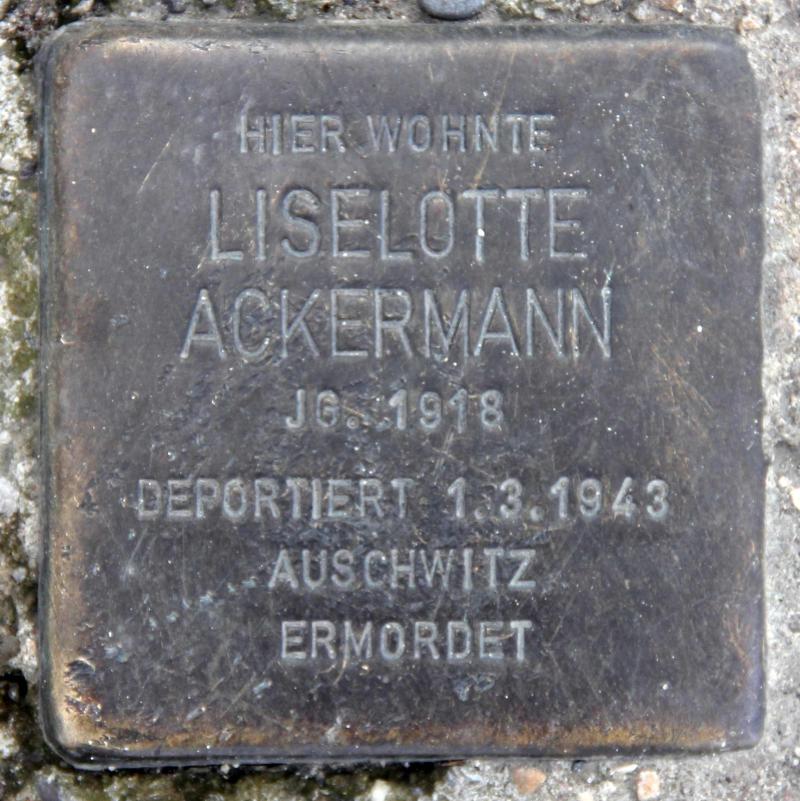 HIER WOHNTE
LISELOTTE
ACKERMANN
JG. 1918
DEPORTIERT 1.3.1943
AUSCHWITZ
ERMORDET